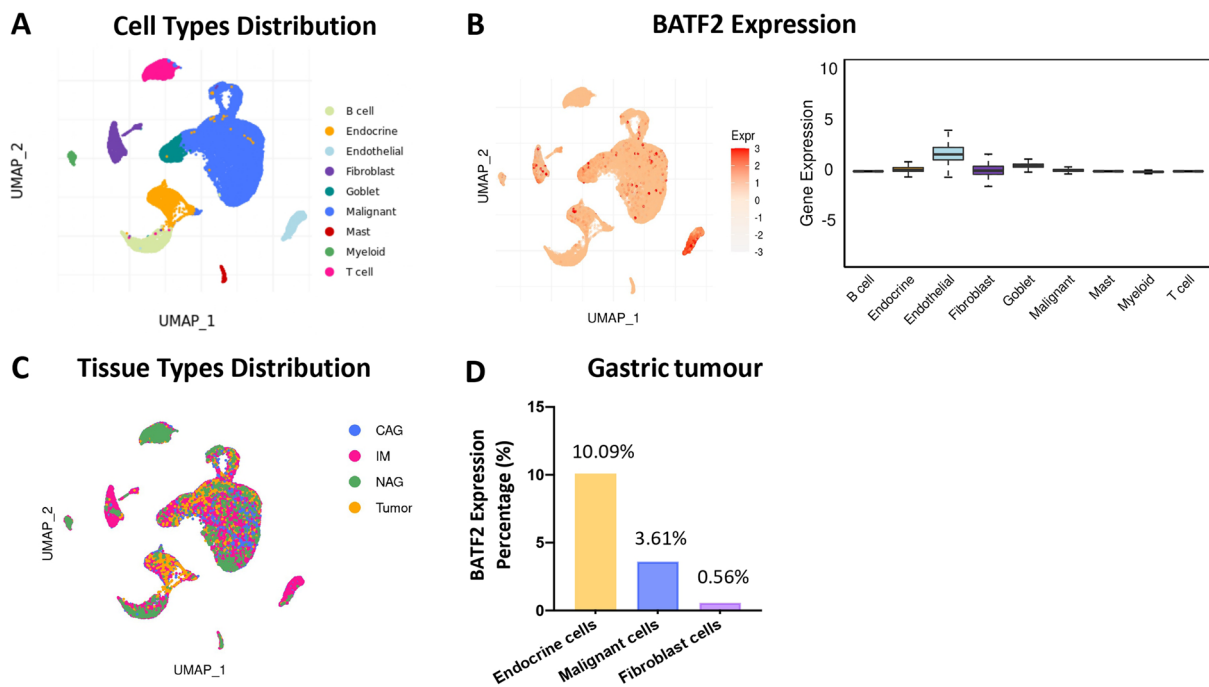 A
Cell Types Distribution
UMAP_2
UMAP_1
B cell
Endocrine
Endothelial
Fibroblast
Goblet
Malignant
Mast
Myeloid
T cell
B
BATF2 Expression
UMAP_2
UMAP_1
Expr
3
2
1
0
-1
-2
-3
Gene Expression
10
5
0
-5
B cell
Endocrine
Endothelial
Fibroblast
Goblet
Malignant
Mast
Myeloid
T cell
C
Tissue Types Distribution
UMAP_2
UMAP_1
CAG
IM
NAG
Tumor
D
Gastric tumour
BATF2 Expression
Percentage (%)
15
10
5
0
10.09%
3.61%
0.56%
Endocrine cells
Malignant cells
Fibroblast cells